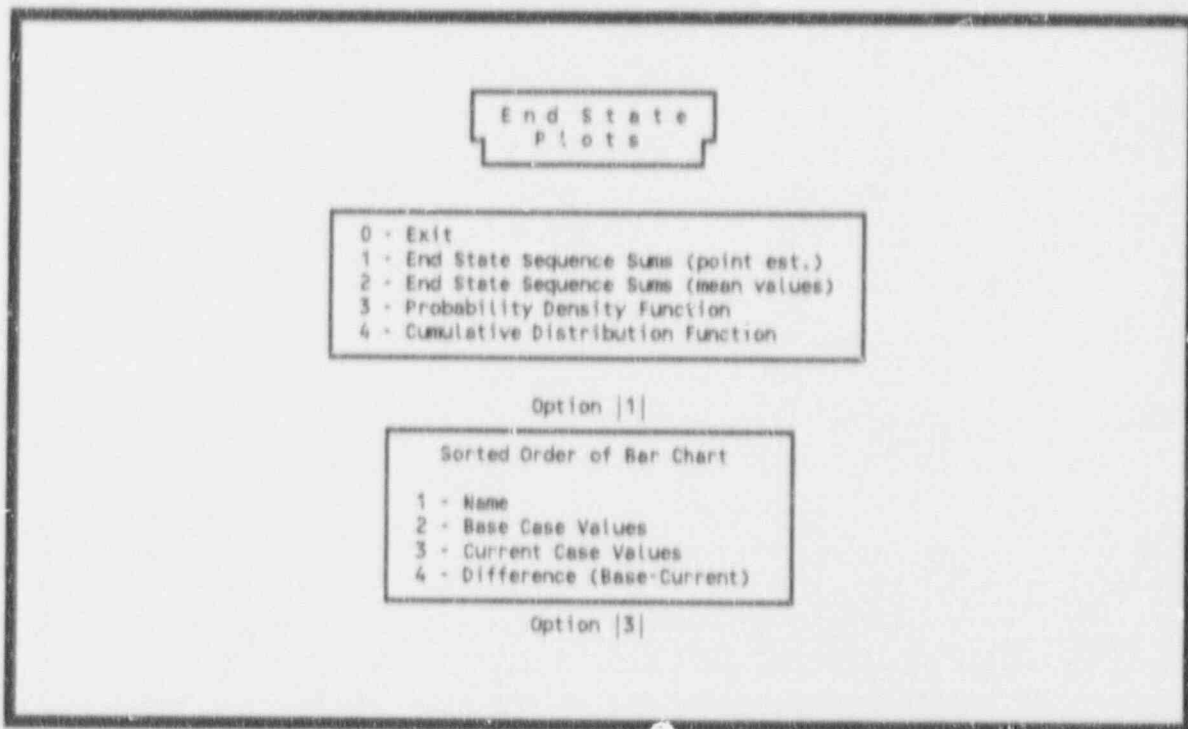 End State
Plots
0 - Exit
1 - End State Sequence Sums (point est.)
2 - End State Sequence Sums (mean values)
3 - Probability Density Function
4 - Cumulative Distribution Function
Option |1|
Sorted Order of Bar Chart
1 - Name
2 - Base Case Values
3 - Current Case Values
4 - Difference (Base-Current)
Option |3|